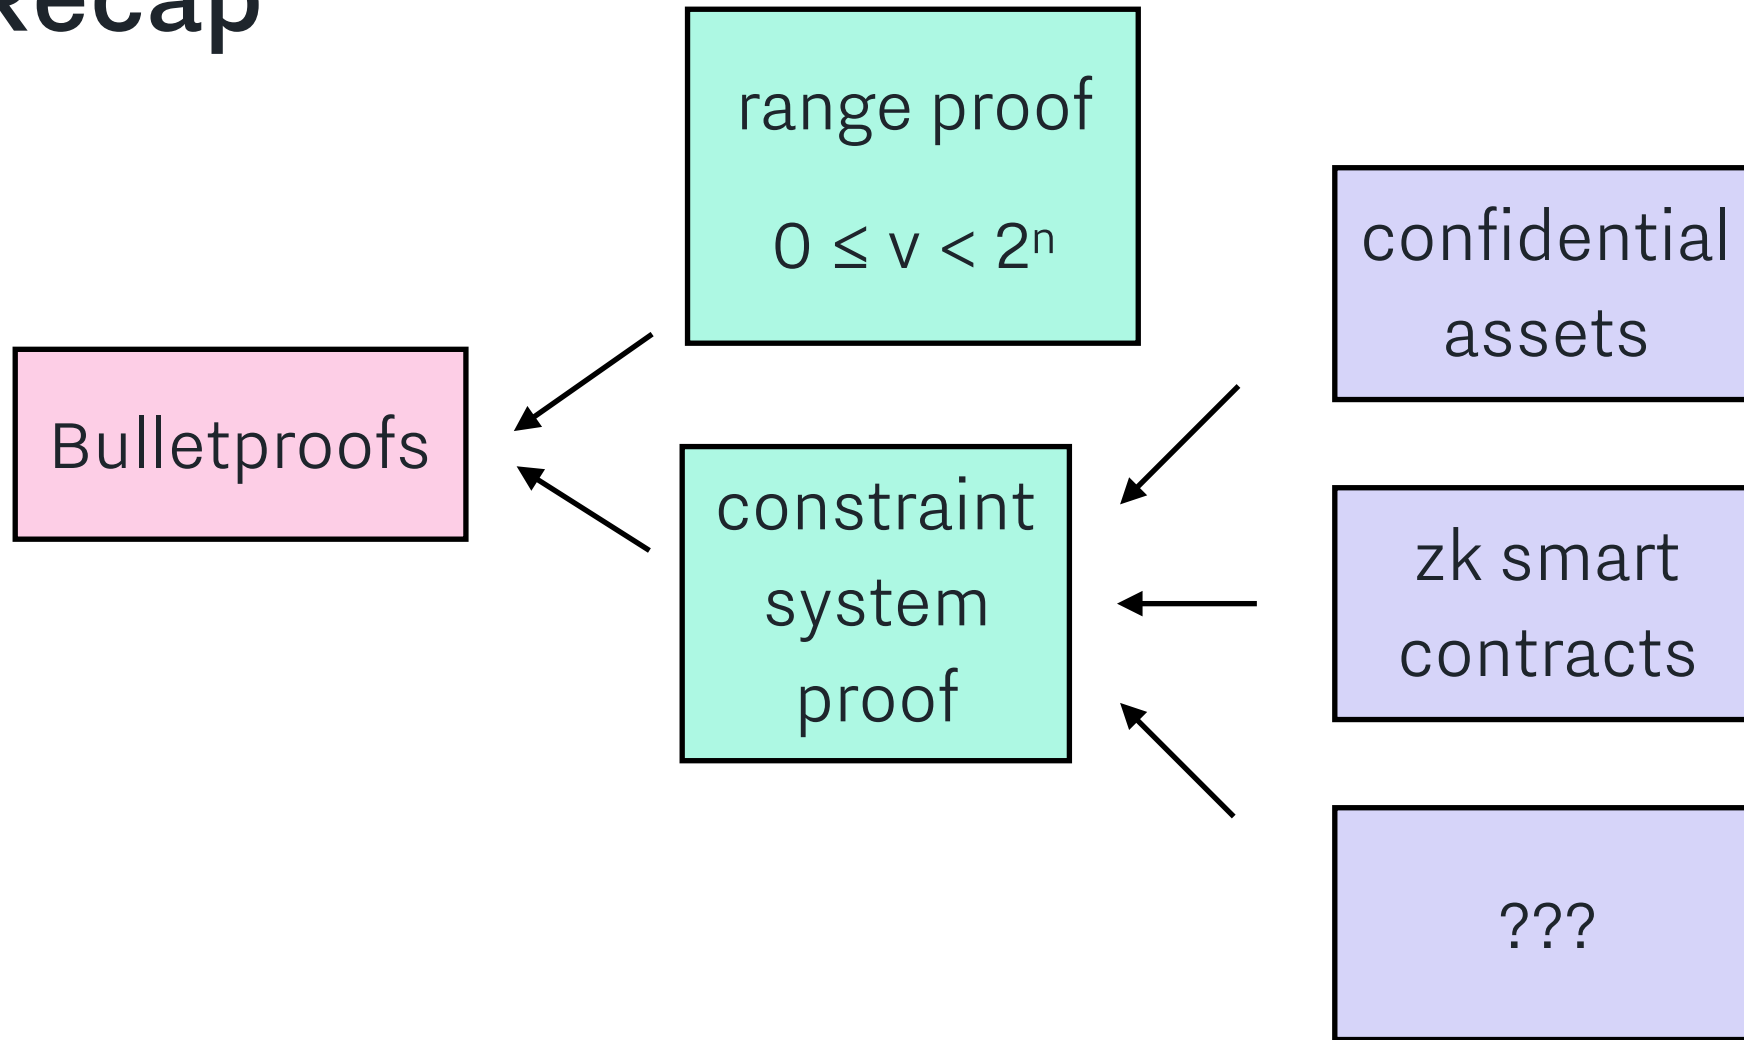 Recap
range proof
0 ≤ v < 2ⁿ
Bulletproofs
constraint
system
proof
confidential
assets
zk smart
contracts
???